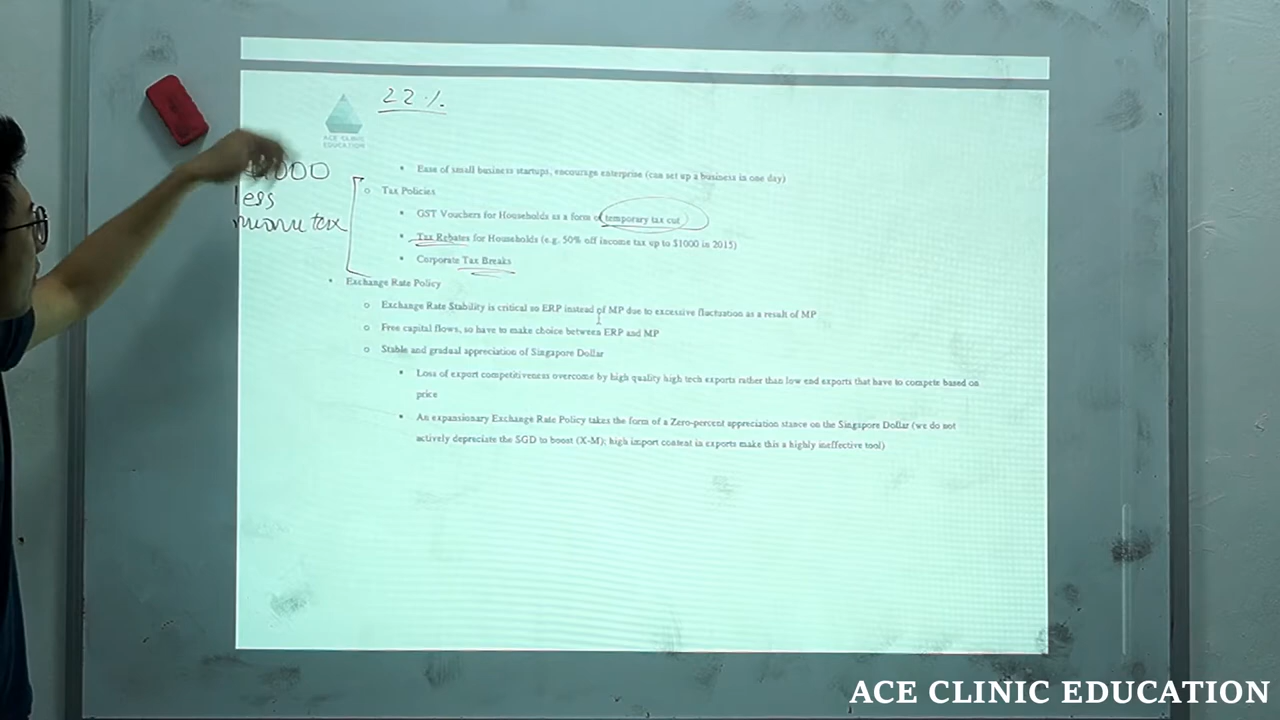 22%
ACE CLINIC
EDUCATION
• Ease of small business startups, encourage enterprise (can set up a business in one day)
000
less
income tax
o Tax Policies
• GST Vouchers for Households as a form of temporary tax cut
• Tax Rebates for Households (e.g. 50% off income tax up to $1000 in 2015)
• Corporate Tax Breaks
• Exchange Rate Policy
o Exchange Rate Stability is critical so ERP instead of MP due to excessive fluctuation as a result of MP
o Free capital flows, so have to make choice between ERP and MP
o Stable and gradual appreciation of Singapore Dollar
• Loss of export competitiveness overcome by high quality high tech exports rather than low end exports that have to compete based on
price
• An expansionary Exchange Rate Policy takes the form of a Zero-percent appreciation stance on the Singapore Dollar (we do not
actively depreciate the SGD to boost (X-M); high import content in exports make this a highly ineffective tool)
ACE CLINIC EDUCATION